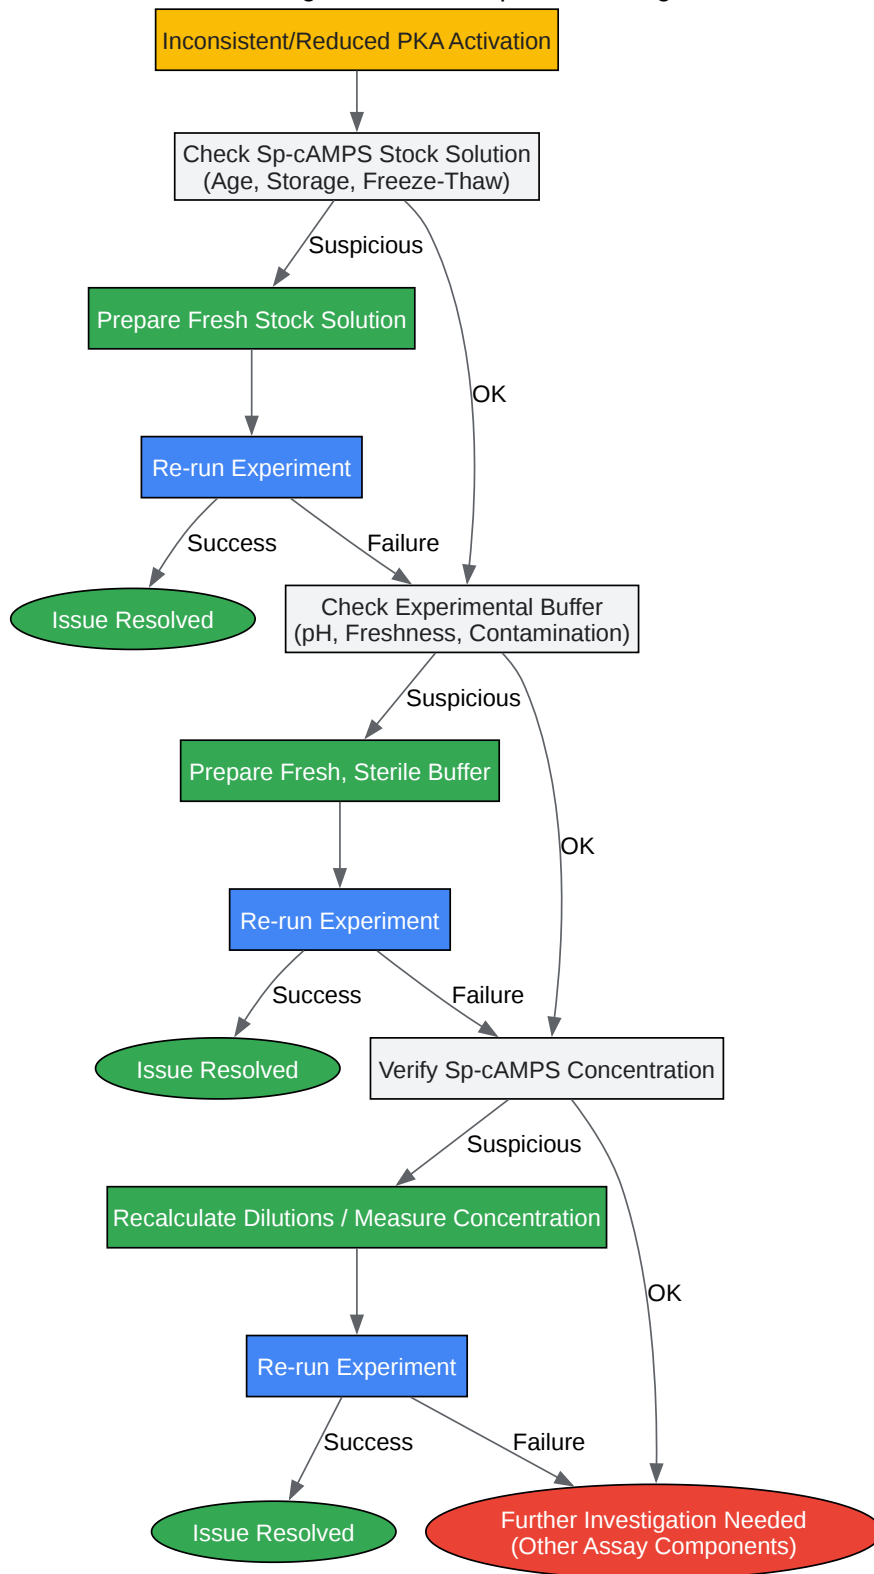 Inconsistent/Reduced PKA Activation
Check Sp-cAMPS Stock Solution
(Age, Storage, Freeze-Thaw)
Suspicious
Prepare Fresh Stock Solution
OK
Re-run Experiment
Success
Failure
Issue Resolved
Check Experimental Buffer
(pH, Freshness, Contamination)
Suspicious
Prepare Fresh, Sterile Buffer
OK
Re-run Experiment
Success
Failure
Issue Resolved
Verify Sp-cAMPS Concentration
Suspicious
Recalculate Dilutions / Measure Concentration
OK
Re-run Experiment
Success
Failure
Issue Resolved
Further Investigation Needed
(Other Assay Components)